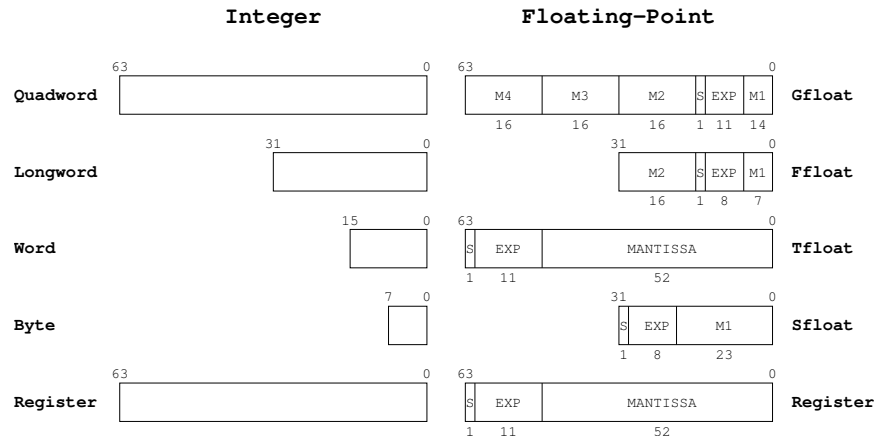 Integer Floating-Point
63 0 63 0
Quadword M4 M3 M2 S EXP M1 Gfloat
16 16 16 1 11 14
31 0 31 0
Longword M2 S EXP M1 Ffloat
16 1 8 7
15 0 63 0
Word S EXP MANTISSA Tfloat
1 11 52
7 0 31 0
Byte S EXP M1 Sfloat
1 8 23
63 0 63 0
Register S EXP MANTISSA Register
1 11 52